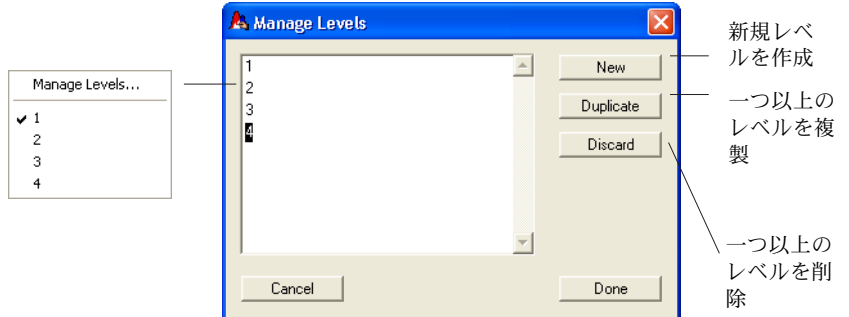 Manage Levels...
1
2
3
4
Manage Levels
1
2
3
4
New
Duplicate
Discard
Cancel
Done
新規レベ
ルを作成
一つ以上の
レベルを複
製
一つ以上の
レベルを削
除